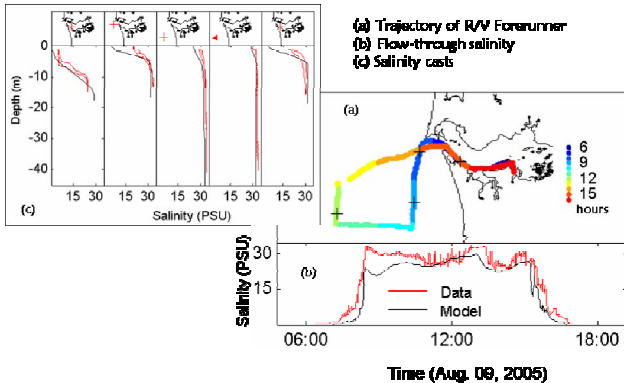 (a) Trajectory of R/V Forerunner
(b) Flow-through salinity
(c) Salinity casts
0
-10
-20
-30
-40
Depth (m)
15 30 15 30 15 30 15 30 15 30
(c) Salinity (PSU)
(a)
6
9
12
15
hours
Salinity (PSU)
30
15
(b)
Data
Model
06:00 12:00 18:00
Time (Aug. 09, 2005)